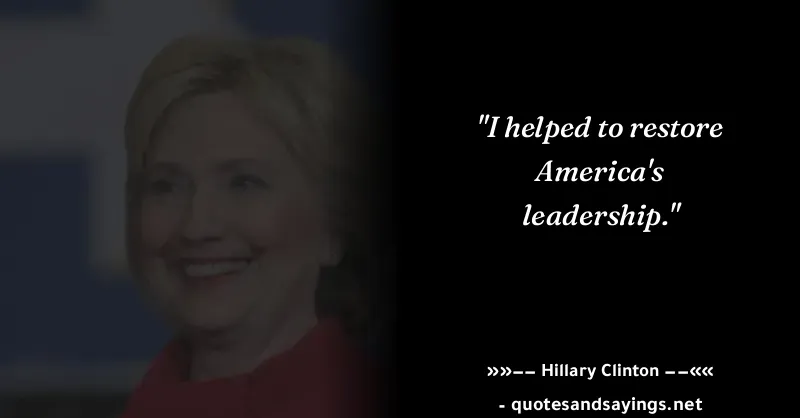 "I helped to restore
America's
leadership."
»»−− Hillary Clinton −−««
- quotesandsayings.net